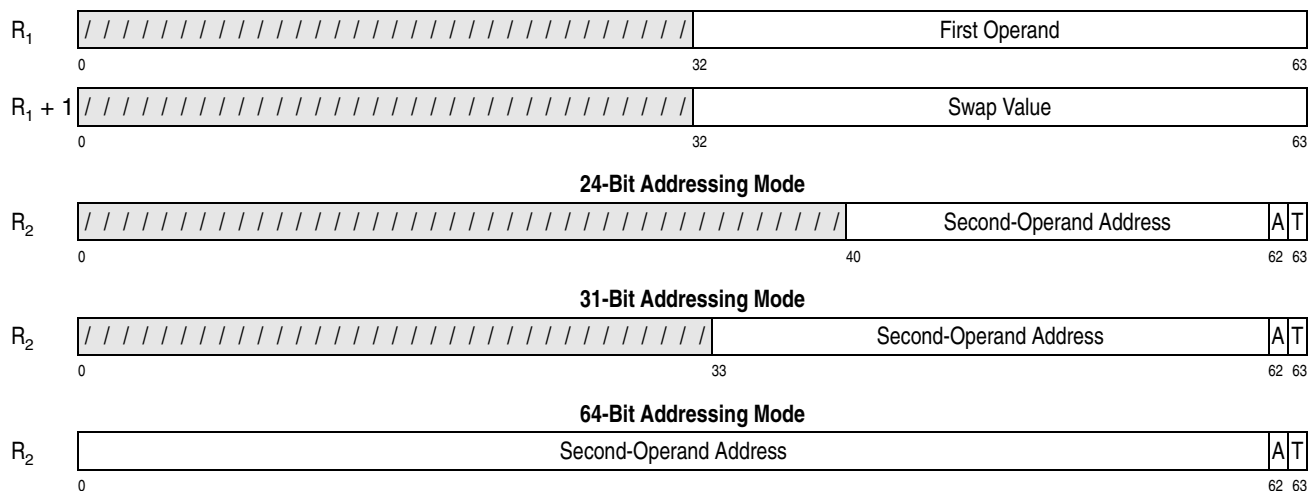 R1 / / / / / / / / / / / / / / / / / / / / / / / / / / / / / / / / First Operand
0 32 63
R1 + 1 / / / / / / / / / / / / / / / / / / / / / / / / / / / / / / / / Swap Value
0 32 63
24-Bit Addressing Mode
R2 / / / / / / / / / / / / / / / / / / / / / / / / / / / / / / / / / / / / / / / / Second-Operand Address A T
0 40 62 63
31-Bit Addressing Mode
R2 / / / / / / / / / / / / / / / / / / / / / / / / / / / / / / / / / Second-Operand Address A T
0 33 62 63
64-Bit Addressing Mode
R2 Second-Operand Address A T
0 62 63